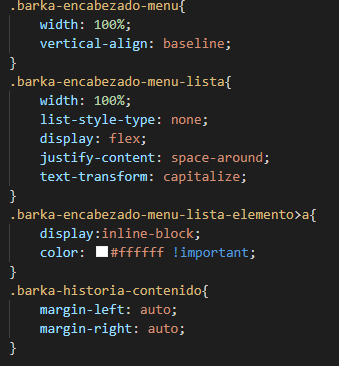 .barka-encabezado-menu{
    width: 100%;
    vertical-align: baseline;
}
.barka-encabezado-menu-lista{
    width: 100%;
    list-style-type: none;
    display: flex;
    justify-content: space-around;
    text-transform: capitalize;
}
.barka-encabezado-menu-lista-elemento>a{
    display:inline-block;
    color: #ffffff !important;
}
.barka-historia-contenido{
    margin-left: auto;
    margin-right: auto;
}